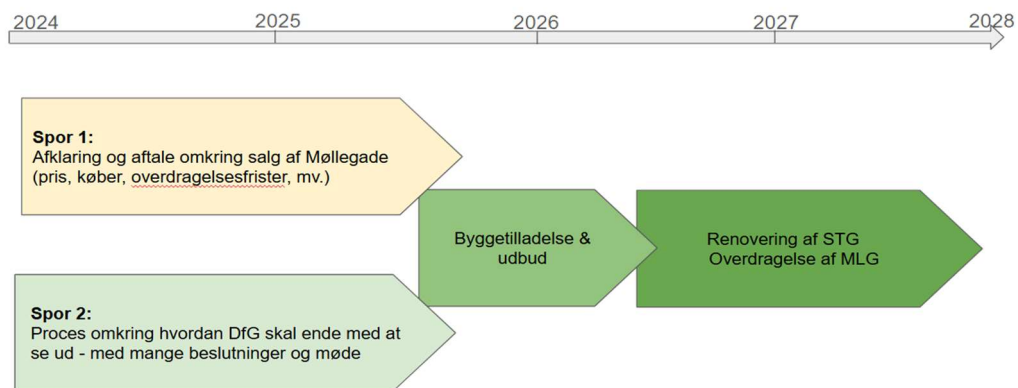 2024
2025
2026
2027
2028
Spor 1:
Afklaring og aftale omkring salg af Møllegade
(pris, køber, overdragelsesfrister, mv.)
Byggetilladelse &
udbud
Renovering af STG
Overdragelse af MLG
Spor 2:
Proces omkring hvordan DfG skal ende med at
se ud - med mange beslutninger og møde